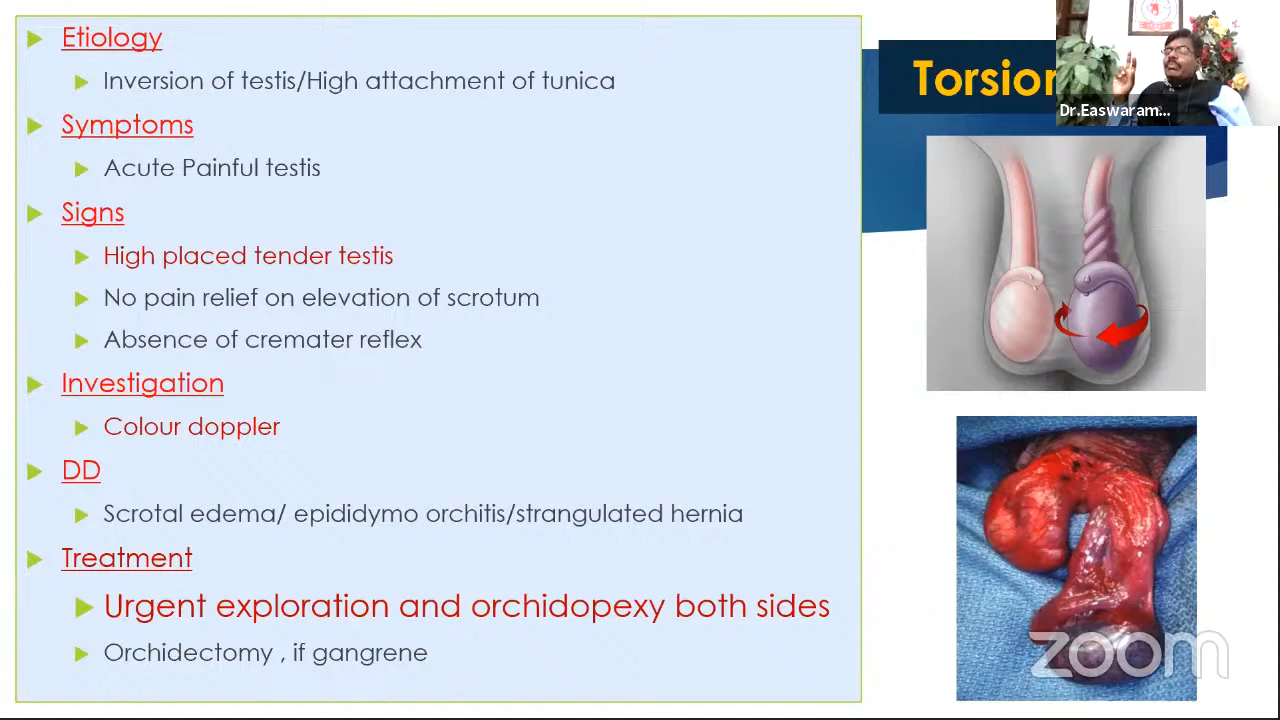 Etiology
Inversion of testis/High attachment of tunica
Symptoms
Acute Painful testis
Signs
High placed tender testis
No pain relief on elevation of scrotum
Absence of cremater reflex
Investigation
Colour doppler
DD
Scrotal edema/ epididymo orchitis/strangulated hernia
Treatment
Urgent exploration and orchidopexy both sides
Orchidectomy , if gangrene
Torsion
Dr.Easwaram...
zoom